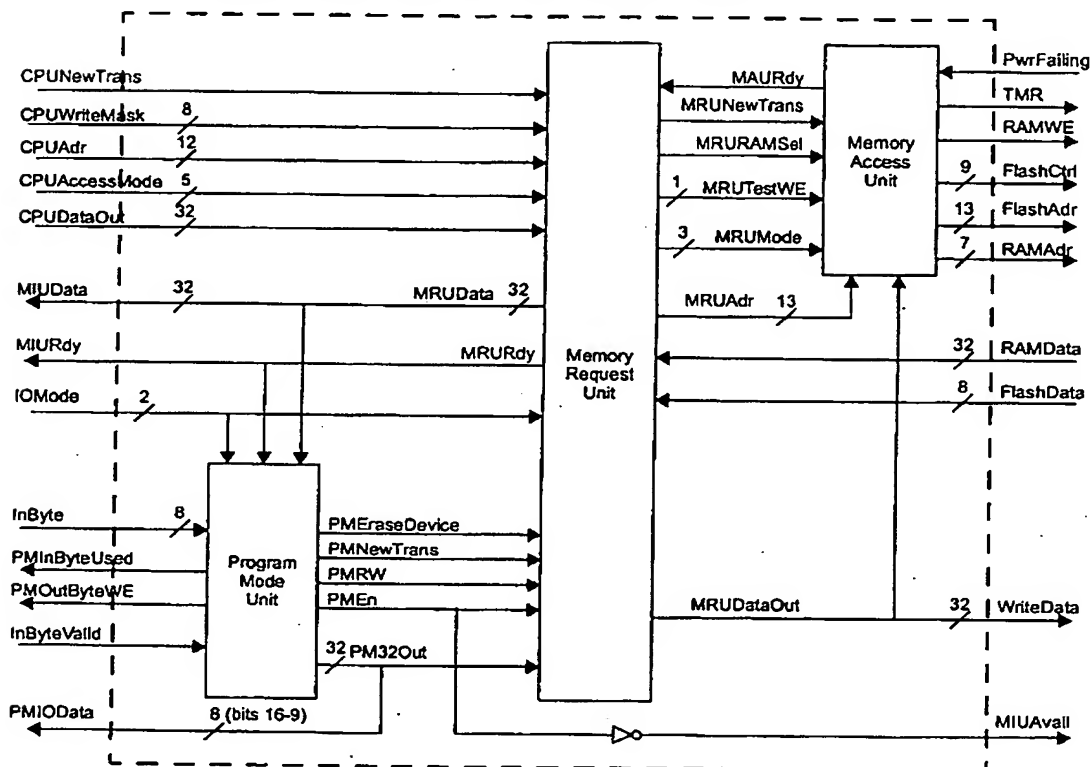 CPUNewTrans
CPUWriteMask 8
CPUAdr 12
CPUAccessMode 5
CPUDataOut 32
MIUData 32
MRUData 32
MIURdy
MRURdy
IOMode 2
InByte 8
PMInByteUsed
PMOutByteWE
InByteValid
PMIOData
8 (bits 16-9)
Program
Mode
Unit
PMEraseDevice
PMNewTrans
PMRW
PMEn
32 PM32Out
Memory
Request
Unit
MAURdy
MRUNewTrans
MRURAMSel
1 MRUTestWE
3 MRUMode
MRUAdr 13
Memory
Access
Unit
PwrFailing
TMR
RAMWE
9 FlashCtrl
13 FlashAdr
7 RAMAdr
32 RAMData
8 FlashData
MRUDataOut
32 WriteData
MIUAvail